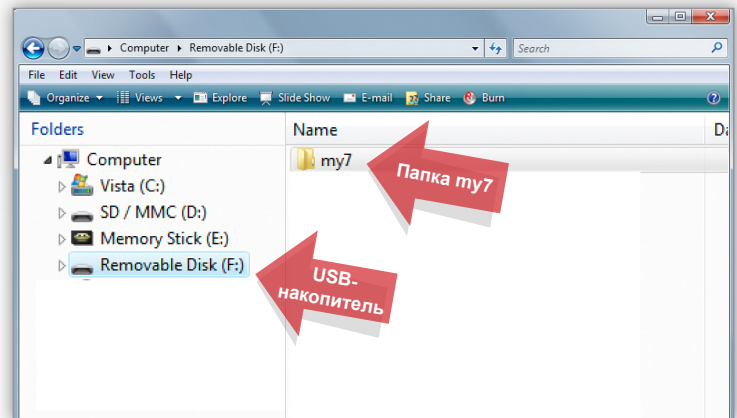 Computer ▸ Removable Disk (F:)
Search
File Edit View Tools Help
Organize Views Explore Slide Show E-mail Share Burn
Folders
Name
Computer
my7
Папка my7
Vista (C:)
SD / MMC (D:)
Memory Stick (E:)
Removable Disk (F:)
USB-
накопитель